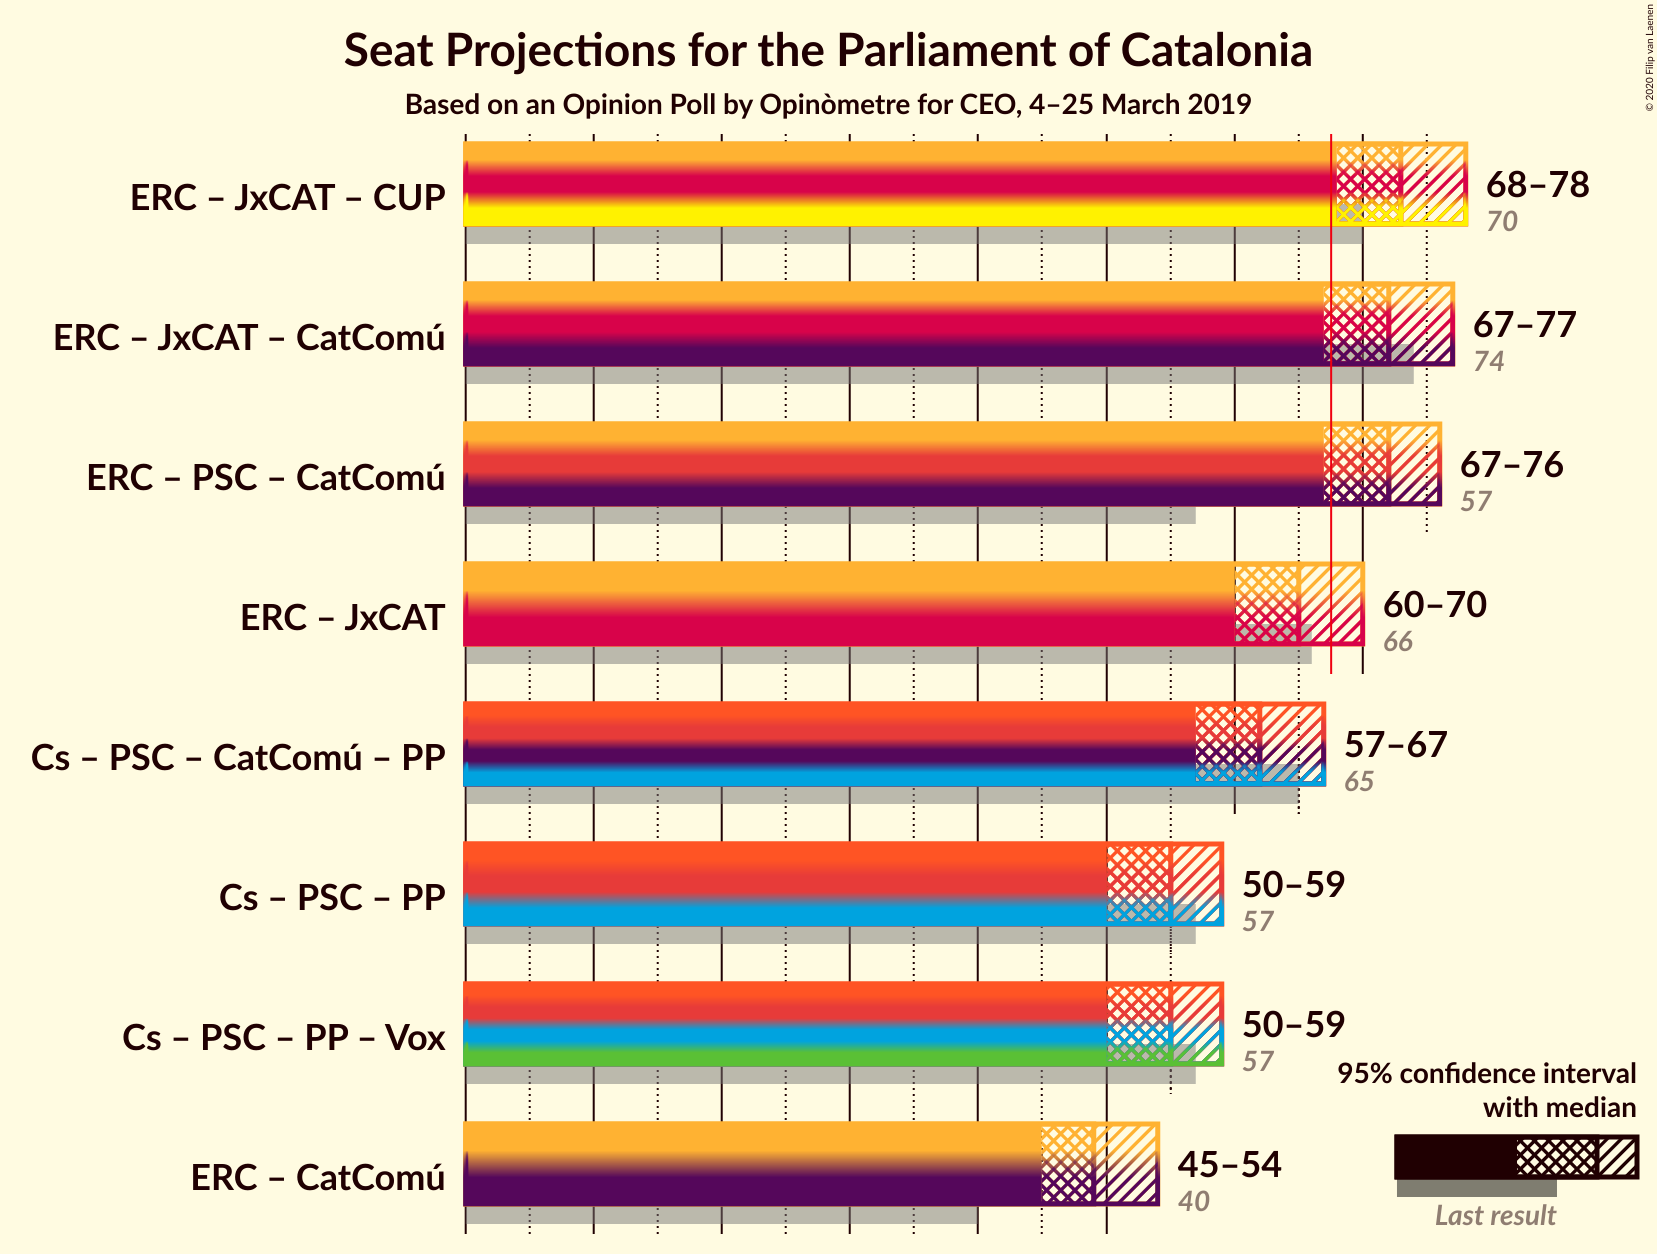 Seat Projections for the Parliament of Catalonia
Based on an Opinion Poll by Opinòmetre for CEO, 4–25 March 2019
© 2020 Filip van Laenen
ERC – JxCAT – CUP
68–78
70
ERC – JxCAT – CatComú
67–77
74
ERC – PSC – CatComú
67–76
57
ERC – JxCAT
60–70
66
Cs – PSC – CatComú – PP
57–67
65
Cs – PSC – PP
50–59
57
Cs – PSC – PP – Vox
50–59
57
ERC – CatComú
45–54
40
95% confidence interval
with median
Last result